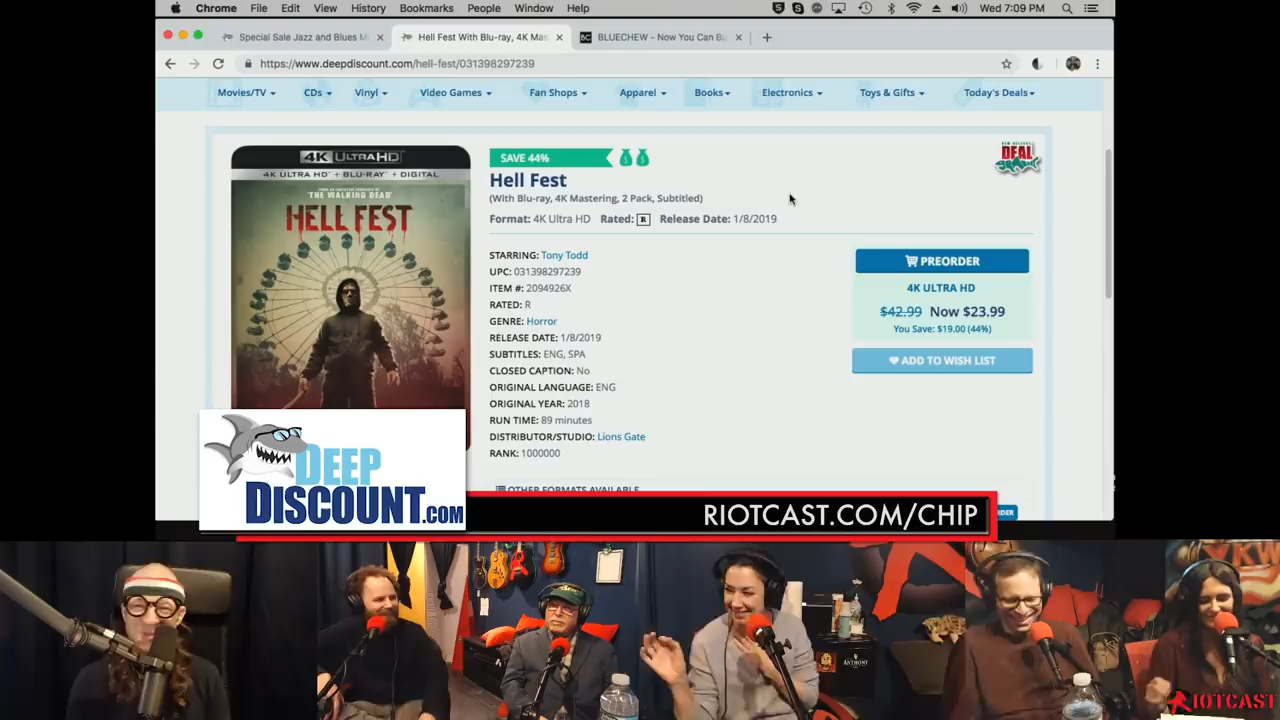 Chrome File Edit View History Bookmarks People Window Help Wed 7:09 PM
Special Sale Jazz and Blues M
Hell Fest With Blu-ray, 4K Mas
BC BLUECHEW - Now You Can Bu
https://www.deepdiscount.com/hell-fest/031398297239
Movies/TV CDs Vinyl Video Games Fan Shops Apparel Books Electronics Toys & Gifts Today's Deals
4K ULTRA HD
4K ULTRA HD + BLU-RAY + DIGITAL
THE WALKING DEAD
HELL FEST
SAVE 44%
DEAL
Hell Fest
(With Blu-ray, 4K Mastering, 2 Pack, Subtitled)
Format: 4K Ultra HD Rated: R Release Date: 1/8/2019
STARRING: Tony Todd
UPC: 031398297239
ITEM #: 2094926X
RATED: R
GENRE: Horror
RELEASE DATE: 1/8/2019
SUBTITLES: ENG, SPA
CLOSED CAPTION: No
ORIGINAL LANGUAGE: ENG
ORIGINAL YEAR: 2018
RUN TIME: 89 minutes
DISTRIBUTOR/STUDIO: Lions Gate
RANK: 1000000
OTHER FORMATS AVAILABLE
PREORDER
4K ULTRA HD
$42.99 Now $23.99
You Save: $19.00 (44%)
ADD TO WISH LIST
DEEP
DISCOUNT.COM
RIOTCAST.COM/CHIP
ANTHONY
RIOTCAST